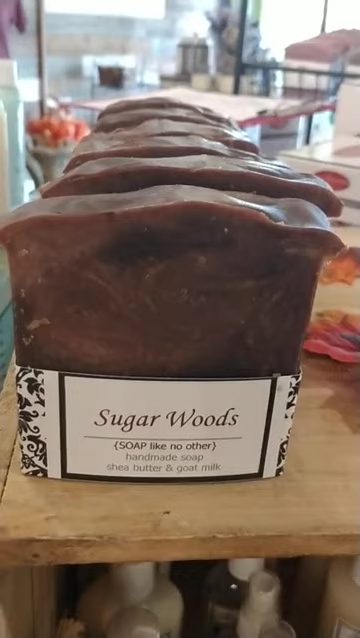 Sugar Woods
{SOAP like no other}
handmade soap
shea butter & goat milk